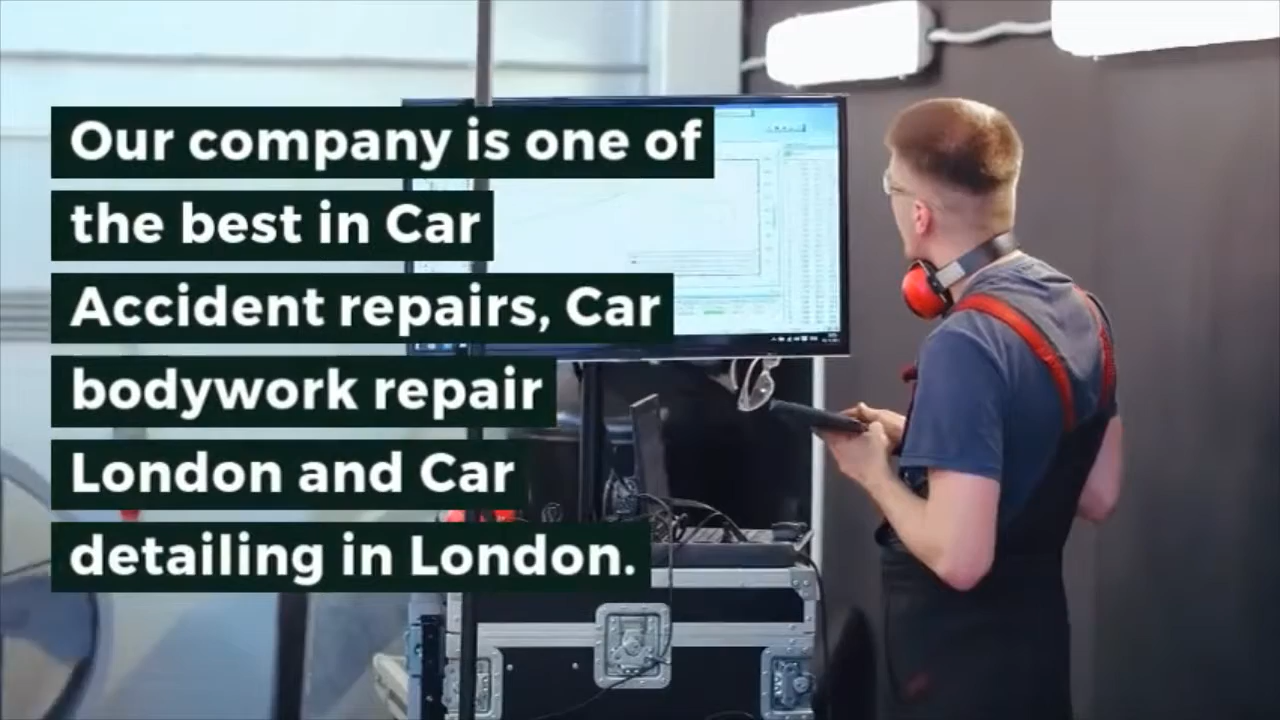 Our company is one of
the best in Car
Accident repairs, Car
bodywork repair
London and Car
detailing in London.